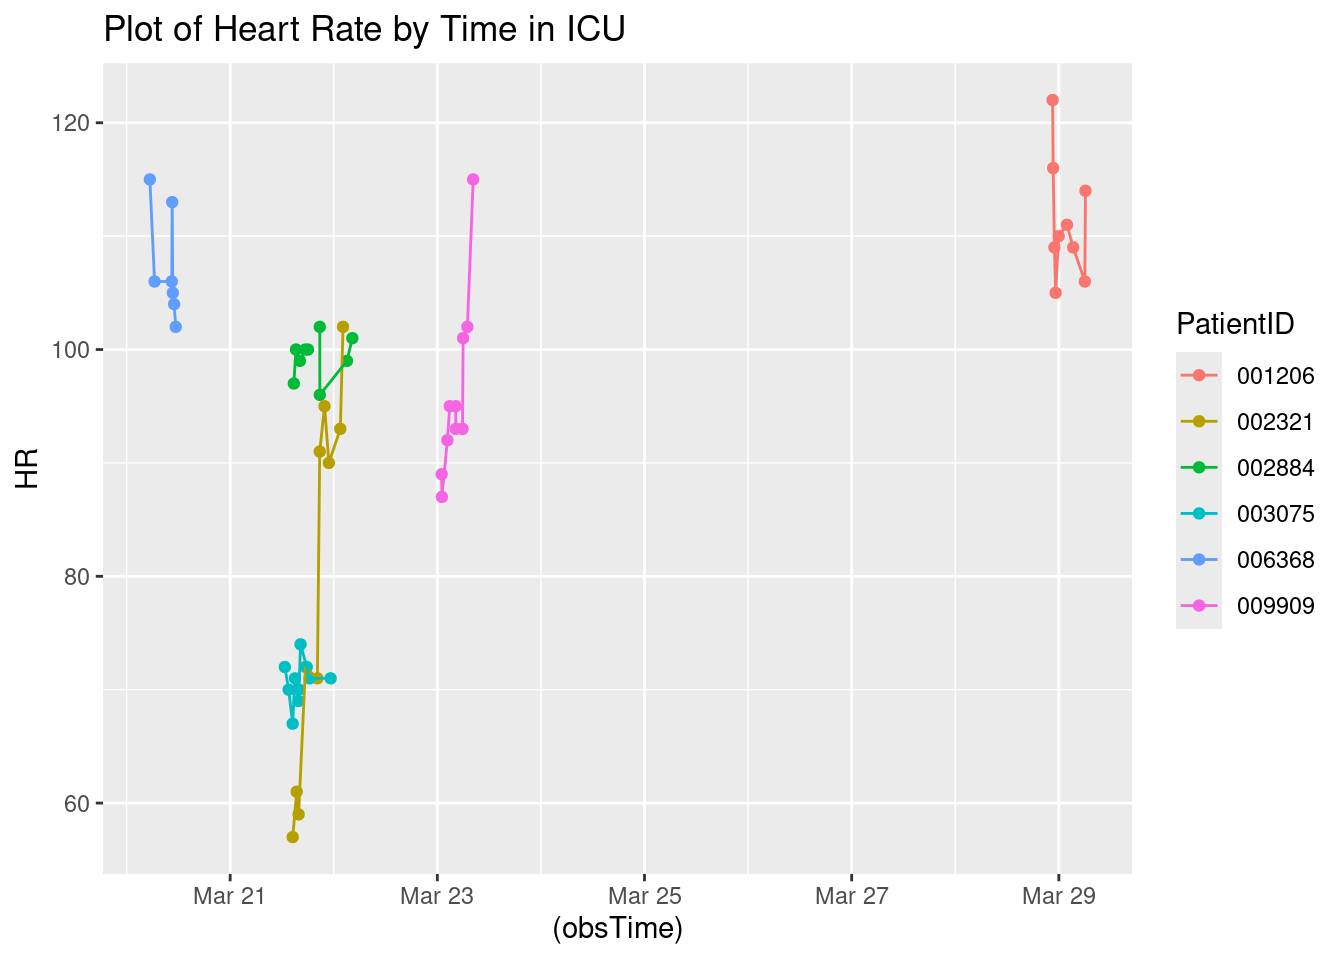 Plot of Heart Rate by Time in ICU
120
100
80
60
HR
Mar 21
Mar 23
Mar 25
Mar 27
Mar 29
(obsTime)
PatientID
001206
002321
002884
003075
006368
009909